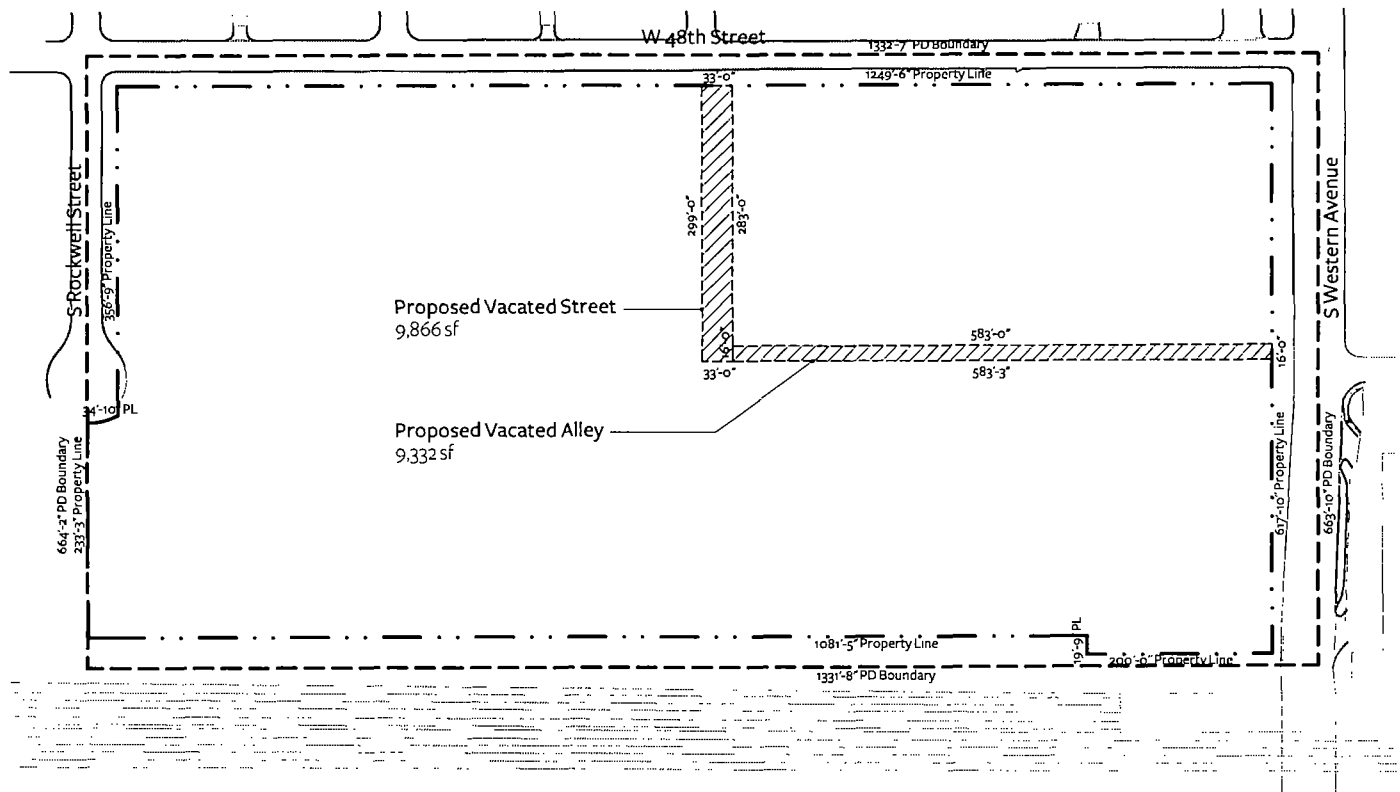 W 48th Street
1332'-7" PD Boundary
33'-0"
1249'-6" Property Line
S Rockwell Street
356'-9" Property Line
299'-0"
283'-0"
S Western Avenue
Proposed Vacated Street
9,866 sf
16'-0"
583'-0"
16'-0"
33'-0"
583'-3"
34'-10" PL
Proposed Vacated Alley
9,332 sf
664'-2" PD Boundary
233'-3" Property Line
617'-10" Property Line
663'-10" PD Boundary
1081'-5" Property Line
19'-9" PL
200'-0" Property Line
1331'-8" PD Boundary